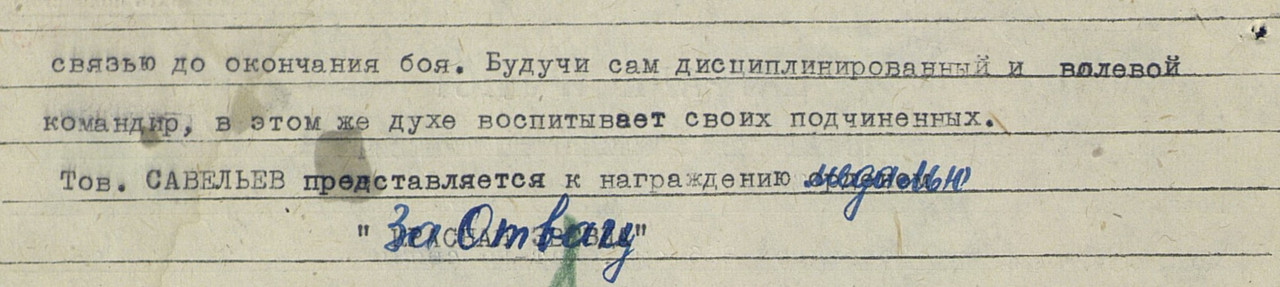 связью до окончания боя. Будучи сам дисциплинированный и волевой
командир, в этом же духе воспитывает своих подчиненных.
Тов. САВЕЛЬЕВ представляется к награждению медалью
" За Отвагу "